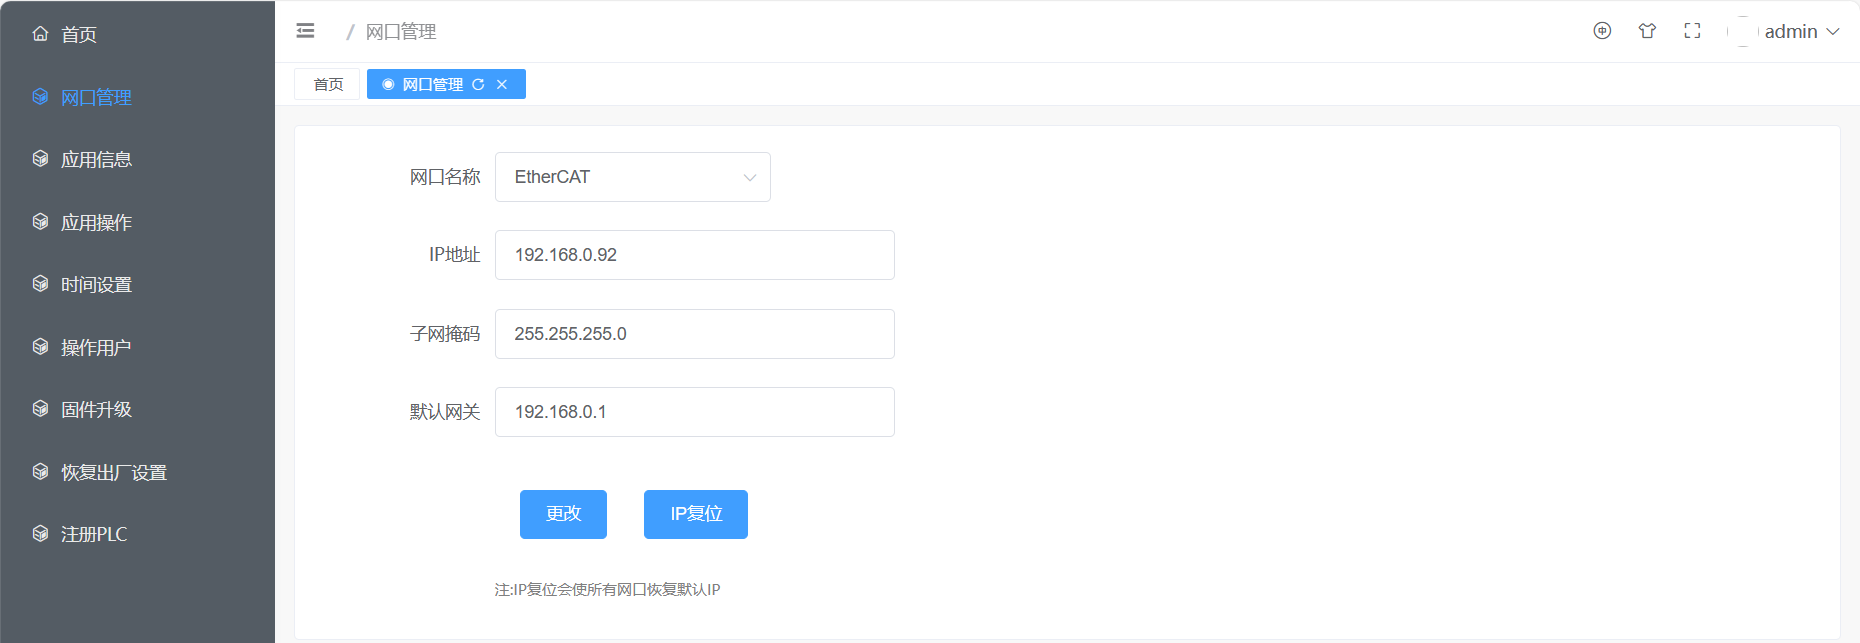 首页
网口管理
应用信息
应用操作
时间设置
操作用户
固件升级
恢复出厂设置
注册PLC
/ 网口管理
admin
首页
网口管理
网口名称 EtherCAT
IP地址 192.168.0.92
子网掩码 255.255.255.0
默认网关 192.168.0.1
更改 IP复位
注:IP复位会使所有网口恢复默认IP